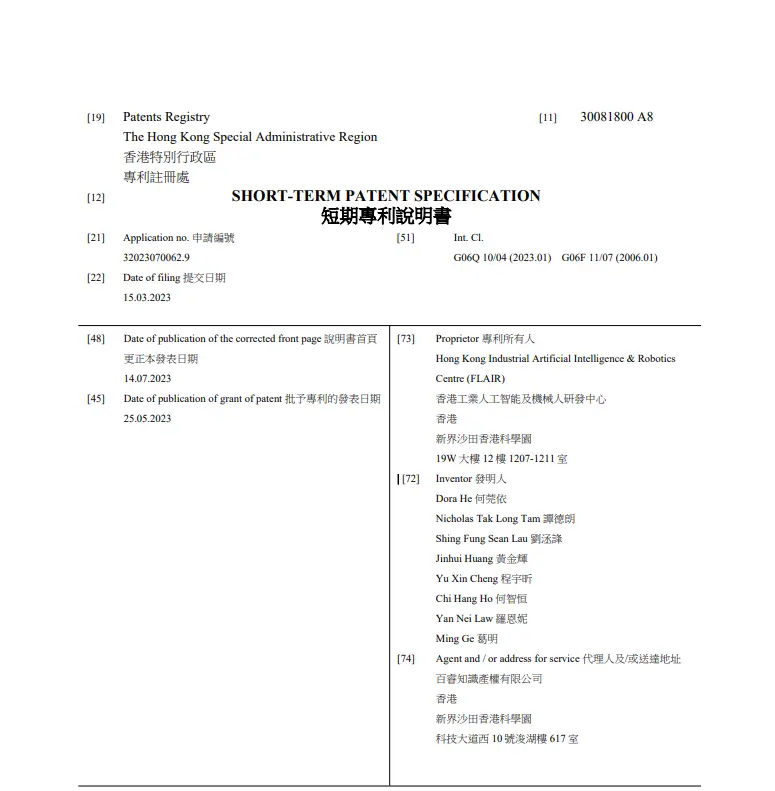 [19] Patents Registry [11] 30081800 A8
The Hong Kong Special Administrative Region
香港特別行政區
專利註冊處
[12] SHORT-TERM PATENT SPECIFICATION
短期專利說明書
[21] Application no. 申請編號 [51] Int. Cl.
32023070062.9 G06Q 10/04 (2023.01) G06F 11/07 (2006.01)
[22] Date of filing 提交日期
15.03.2023
[48] Date of publication of the corrected front page 說明書首頁
更正本發表日期
14.07.2023
[45] Date of publication of grant of patent 批予專利的發表日期
25.05.2023
[73] Proprietor 專利所有人
Hong Kong Industrial Artificial Intelligence & Robotics
Centre (FLAIR)
香港工業人工智能及機械人研發中心
香港
新界沙田香港科學園
19W 大樓 12 樓 1207-1211 室
[72] Inventor 發明人
Dora He 何莞依
Nicholas Tak Long Tam 譚德朗
Shing Fung Sean Lau 劉丞鋒
Jinhui Huang 黃金輝
Yu Xin Cheng 程宇昕
Chi Hang Ho 何智恒
Yan Nei Law 羅恩妮
Ming Ge 葛明
[74] Agent and / or address for service 代理人及/或送達地址
百睿知識產權有限公司
香港
新界沙田香港科學園
科技大道西 10 號浚湖樓 617 室